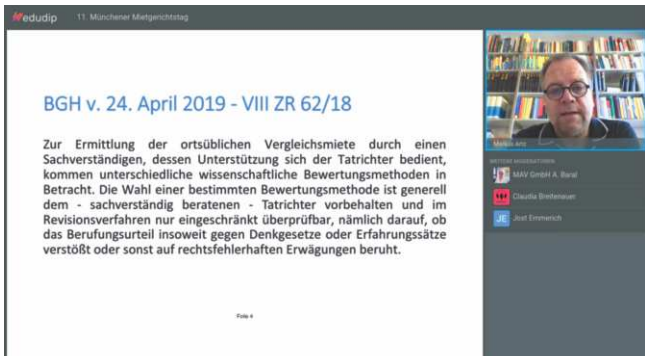 edudip
11. Münchener Mietgerichtstag
BGH v. 24. April 2019 - VIII ZR 62/18
Zur Ermittlung der ortsüblichen Vergleichsmiete durch einen
Sachverständigen, dessen Unterstützung sich der Tatrichter bedient,
kommen unterschiedliche wissenschaftliche Bewertungsmethoden in
Betracht. Die Wahl einer bestimmten Bewertungsmethode ist generell
dem - sachverständig beratenen - Tatrichter vorbehalten und im
Revisionsverfahren nur eingeschränkt überprüfbar, nämlich darauf, ob
das Berufungsurteil insoweit gegen Denkgesetze oder Erfahrungssätze
verstößt oder sonst auf rechtsfehlerhaften Erwägungen beruht.
Folie 4
Markus Artz
WEITERE MODERATOREN
MAV GmbH A. Baral
Claudia Breitenauer
JE Jost Emmerich